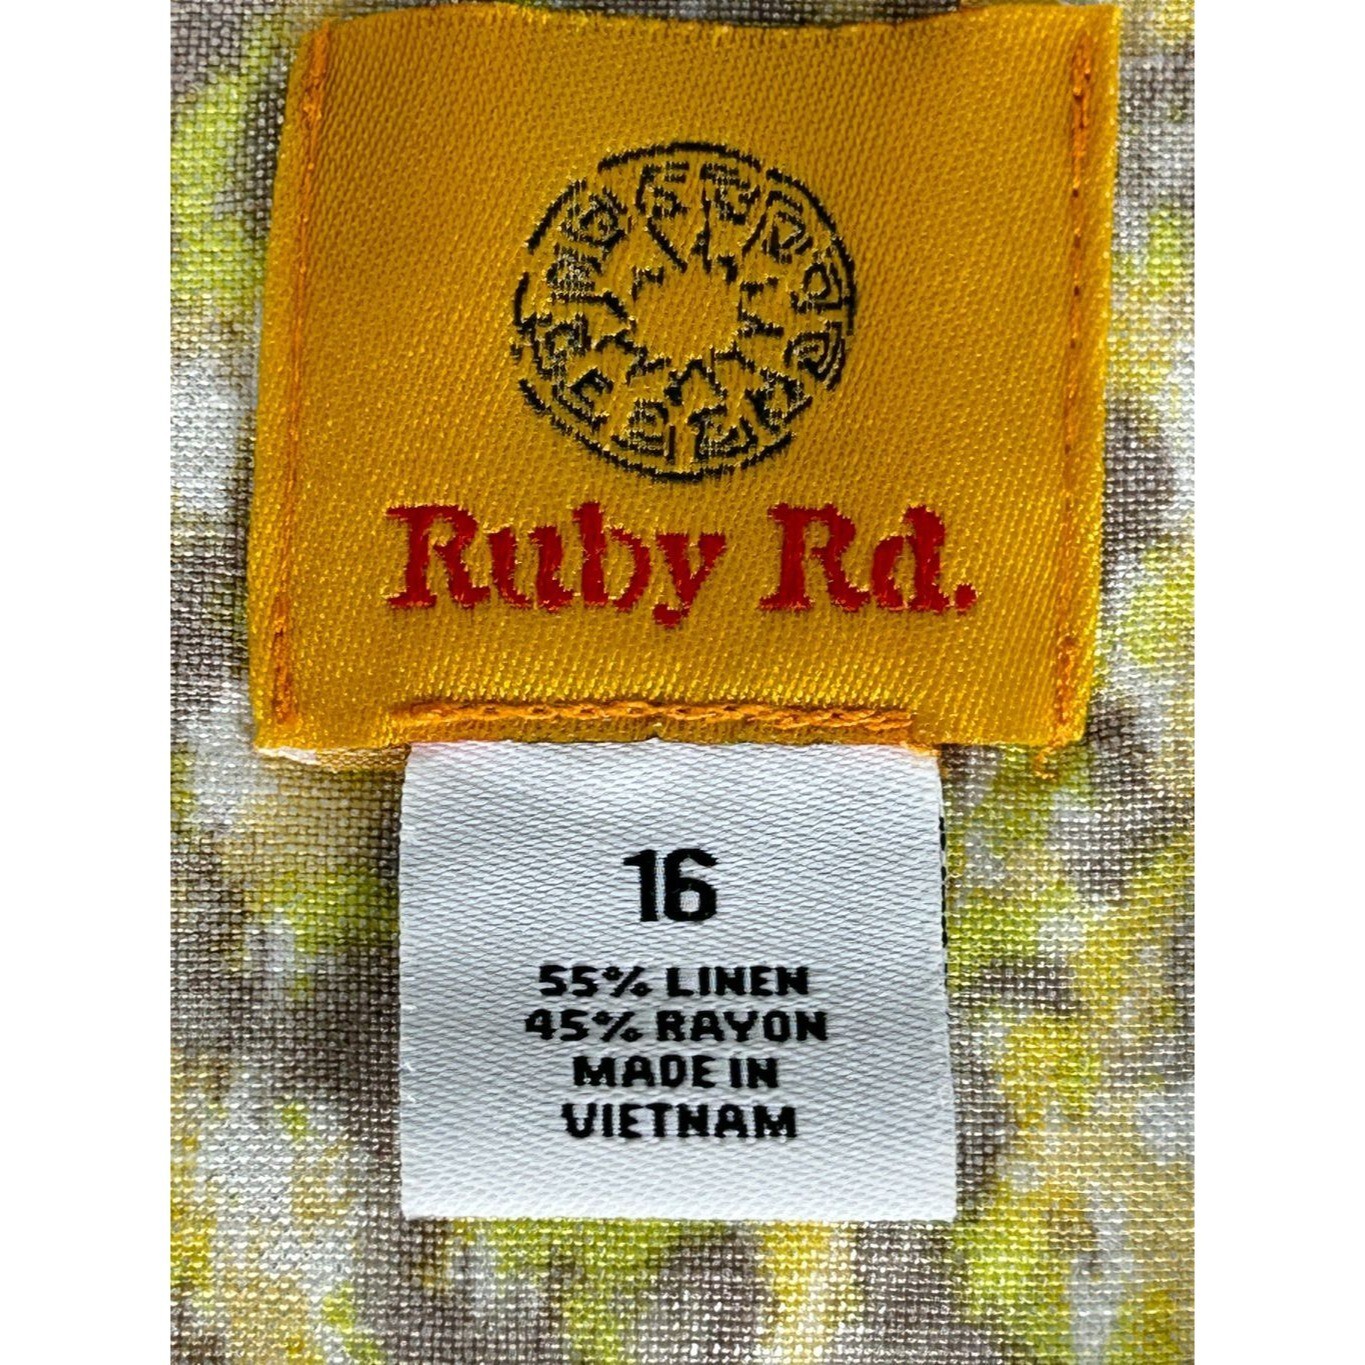 Ruby Rd.
16
55% LINEN
45% RAYON
MADE IN
VIETNAM